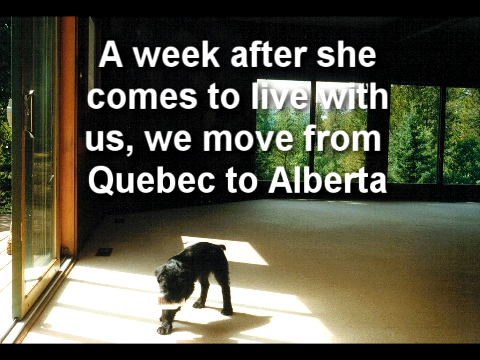 A week after she
comes to live with
us, we move from
Quebec to Alberta